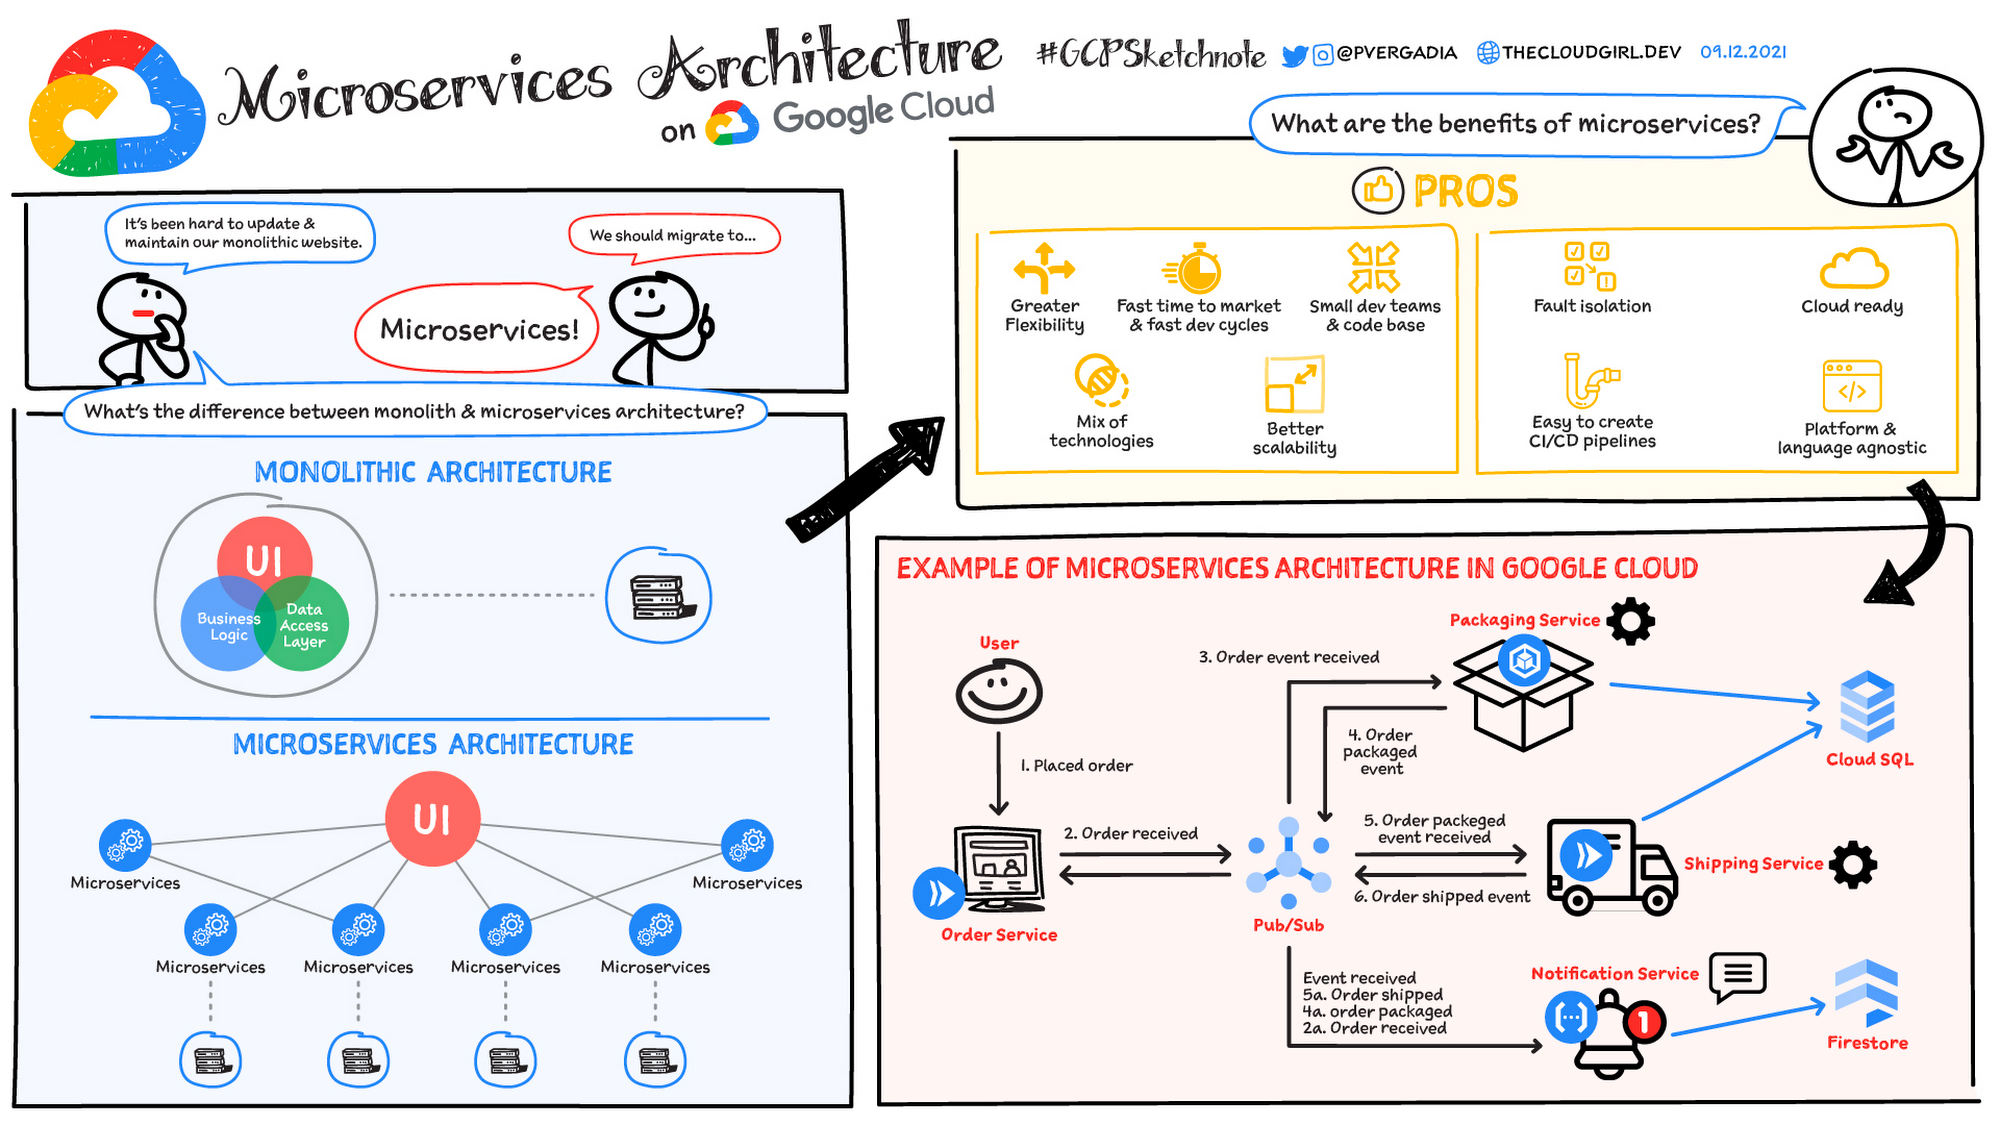 Microservices Architecture
on Google Cloud
#GCPSketchnote @PVERGADIA THECLOUDGIRL.DEV 09.12.2021
It's been hard to update &
maintain our monolithic website.
We should migrate to...
Microservices!
What's the difference between monolith & microservices architecture?
MONOLITHIC ARCHITECTURE
UI
Business
Logic
Data
Access
Layer
MICROSERVICES ARCHITECTURE
UI
Microservices
Microservices
Microservices
Microservices
Microservices
Microservices
What are the benefits of microservices?
PROS
Greater
Flexibility
Fast time to market
& fast dev cycles
Small dev teams
& code base
Mix of
technologies
Better
scalability
Fault isolation
Cloud ready
Easy to create
CI/CD pipelines
Platform &
language agnostic
EXAMPLE OF MICROSERVICES ARCHITECTURE IN GOOGLE CLOUD
User
1. Placed order
Order Service
2. Order received
Pub/Sub
3. Order event received
4. Order
packaged
event
Packaging Service
Cloud SQL
5. Order packeged
event received
6. Order shipped event
Shipping Service
Event received
5a. Order shipped
4a. order packaged
2a. Order received
Notification Service
1
Firestore